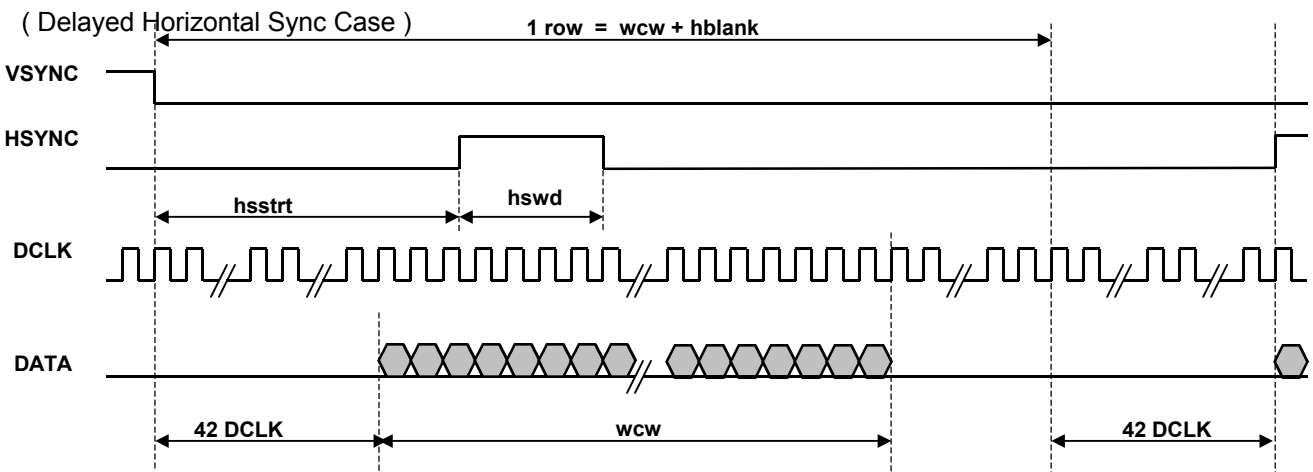 ( Delayed Horizontal Sync Case )
1 row = wcw + hblank
VSYNC
HSYNC
hsstrt
hswd
DCLK
DATA
42 DCLK
wcw
42 DCLK